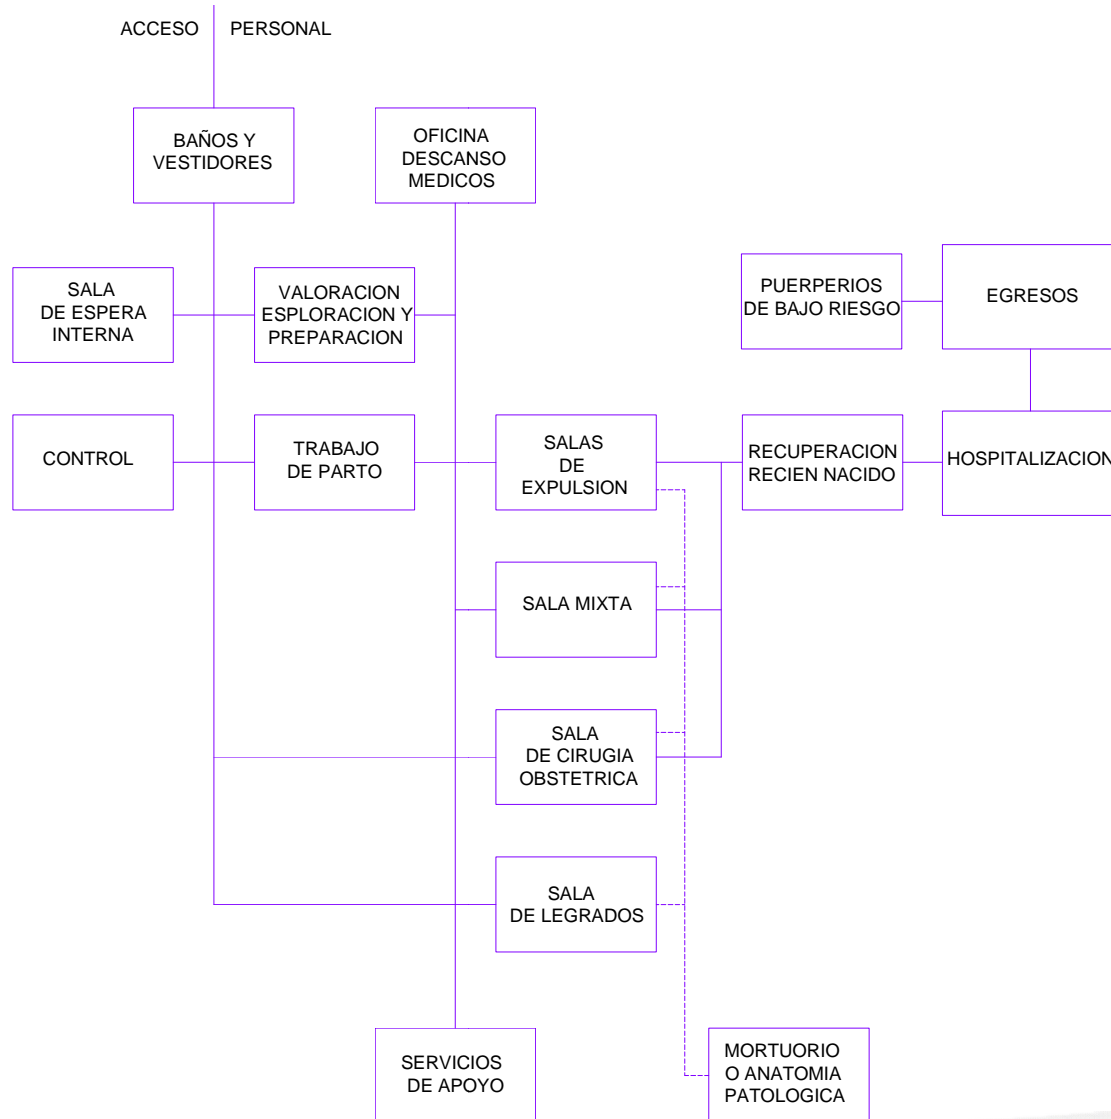 ACCESO PERSONAL
BAÑOS Y
VESTIDORES
OFICINA
DESCANSO
MEDICOS
SALA
DE ESPERA
INTERNA
VALORACION
ESPLORACION Y
PREPARACION
PUERPERIOS
DE BAJO RIESGO
EGRESOS
CONTROL
TRABAJO
DE PARTO
SALAS
DE
EXPULSION
RECUPERACION
RECIEN NACIDO
HOSPITALIZACION
SALA MIXTA
SALA
DE CIRUGIA
OBSTETRICA
SALA
DE LEGRADOS
SERVICIOS
DE APOYO
MORTUORIO
O ANATOMIA
PATOLOGICA